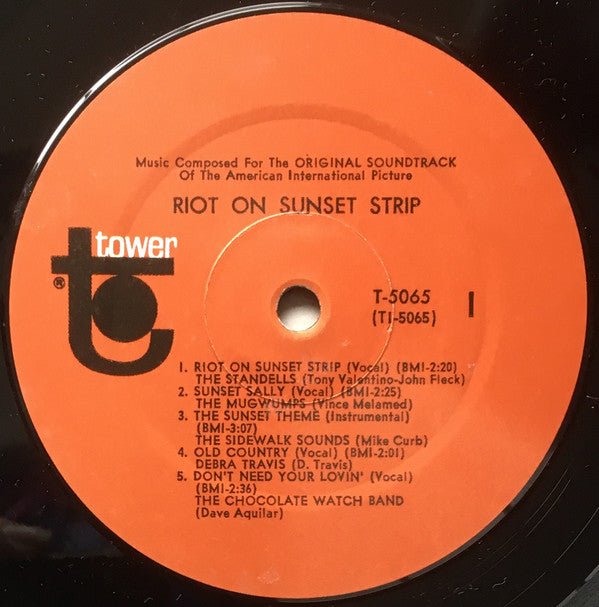 Music Composed For The ORIGINAL SOUNDTRACK
Of The American International Picture
RIOT ON SUNSET STRIP
tower
®
t
T-5065
(T1-5065)
1
1. RIOT ON SUNSET STRIP (Vocal) (BMI-2:20)
THE STANDELLS (Tony Valentino-John Fleck)
2. SUNSET SALLY (Vocal) (BMI-2:25)
THE MUGWUMPS (Vince Melamed)
3. THE SUNSET THEME (Instrumental)
(BMI-3:07)
THE SIDEWALK SOUNDS (Mike Curb)
4. OLD COUNTRY (Vocal) (BMI-2:01)
DEBRA TRAVIS (D. Travis)
5. DON'T NEED YOUR LOVIN' (Vocal)
(BMI-2:36)
THE CHOCOLATE WATCH BAND
(Dave Aquilar)